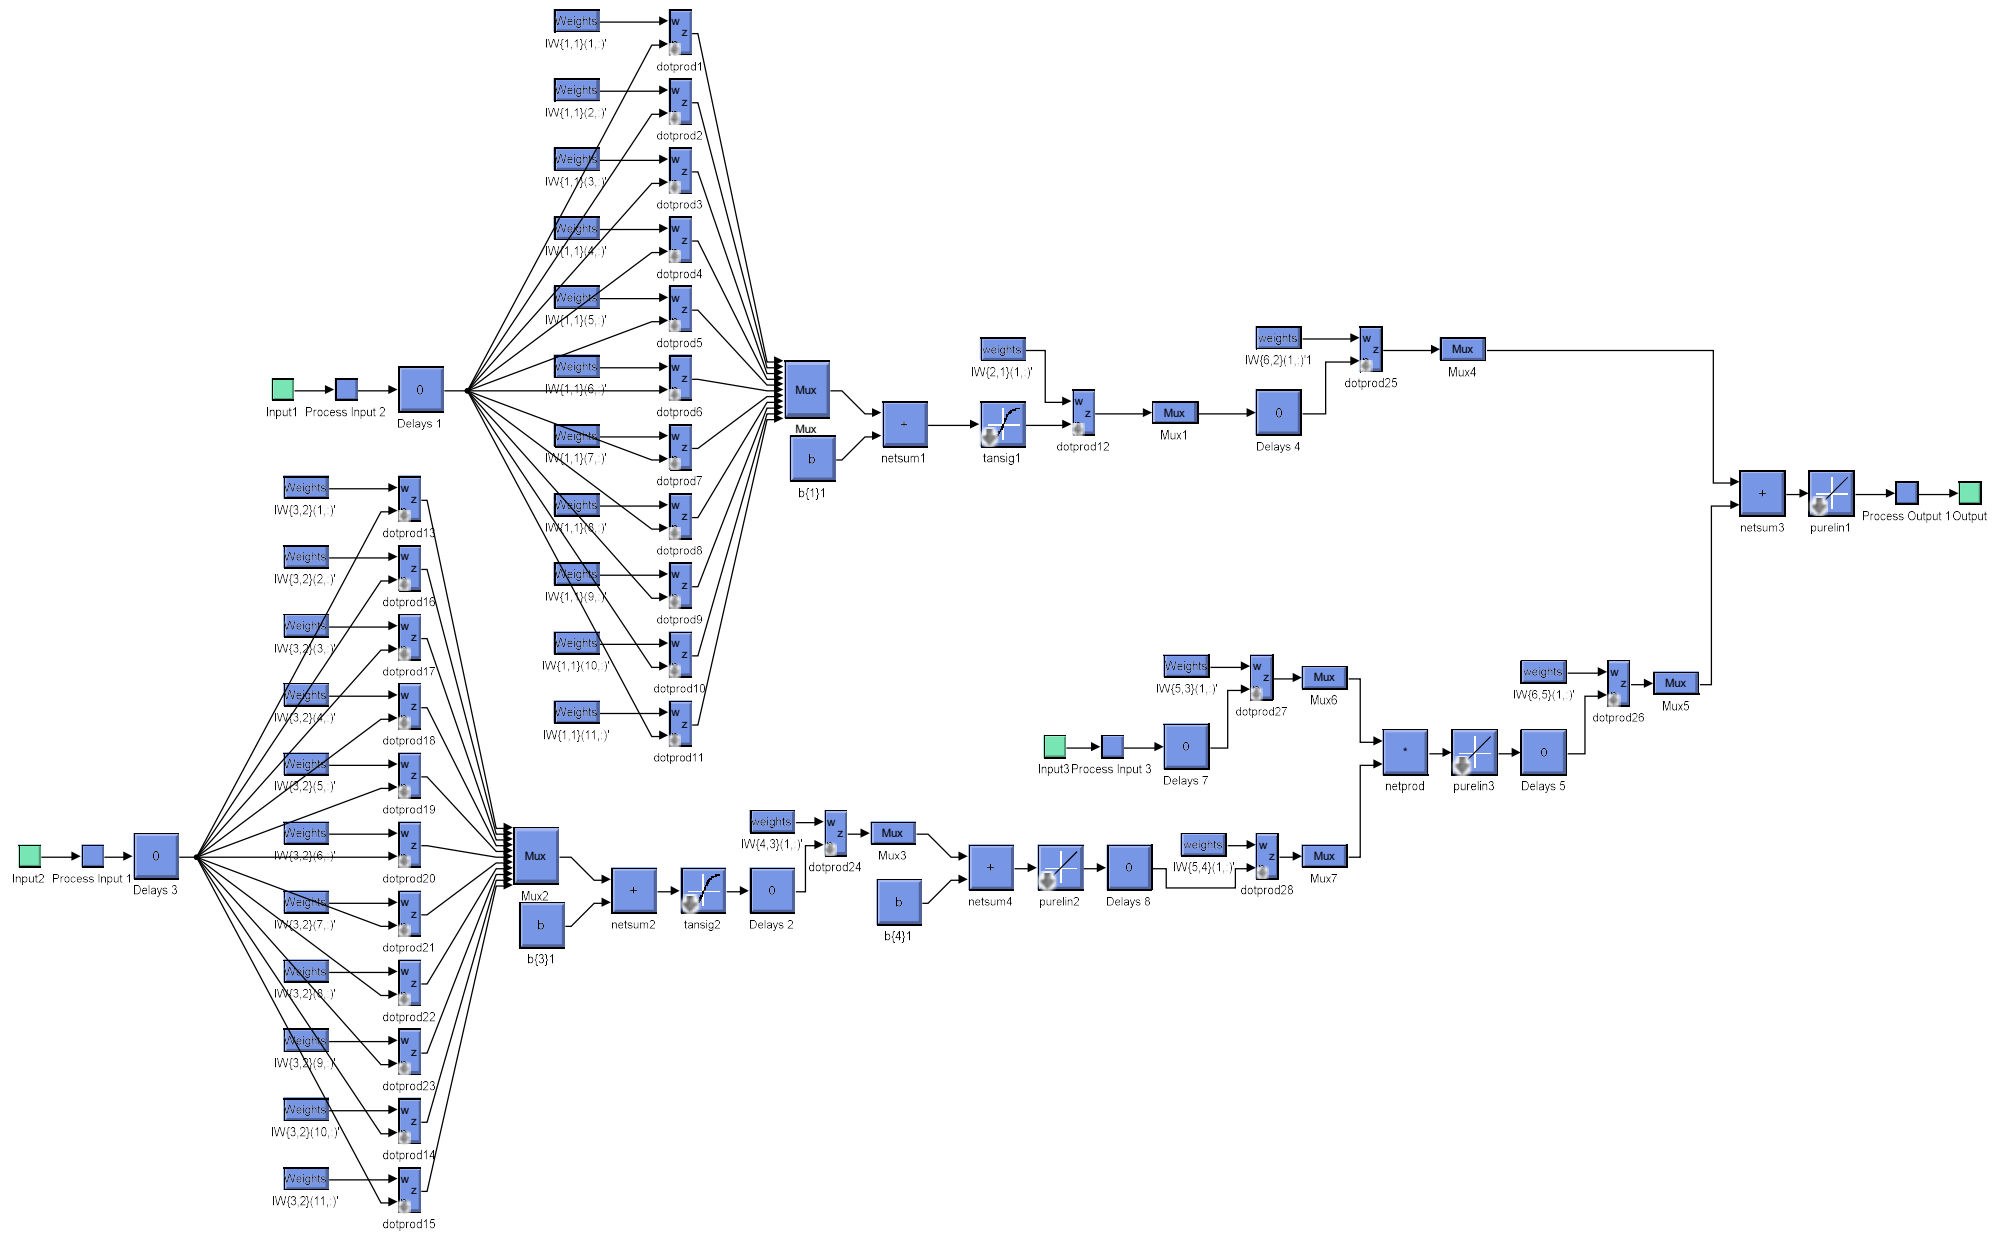 Weights
IW{1,1}(1,:)'
w
z
dotprod1
Weights
IW{1,1}(2,:)'
w
z
dotprod2
Weights
IW{1,1}(3,:)'
w
z
dotprod3
Weights
IW{1,1}(4,:)'
w
z
dotprod4
Weights
IW{1,1}(5,:)'
w
z
dotprod5
Weights
IW{1,1}(6,:)'
w
z
dotprod6
Weights
IW{1,1}(7,:)'
w
z
dotprod7
Weights
IW{1,1}(8,:)'
w
z
dotprod8
Weights
IW{1,1}(9,:)'
w
z
dotprod9
Weights
IW{1,1}(10,:)'
w
z
dotprod10
Weights
IW{1,1}(11,:)'
w
z
dotprod11
Input1
Process Input 2
0
Delays 1
Mux
Mux
b
b{1}1
+
netsum1
tansig1
weights
IW{2,1}(1,:)'
w
z
dotprod12
Mux
Mux1
0
Delays 4
weights
IW{6,2}(1,:)'1
w
z
dotprod25
Mux
Mux4
+
netsum3
purelin1
Process Output 1
Output
Weights
IW{3,2}(1,:)'
w
z
dotprod13
Weights
IW{3,2}(2,:)'
w
z
dotprod16
Weights
IW{3,2}(3,:)'
w
z
dotprod17
Weights
IW{3,2}(4,:)'
w
z
dotprod18
Weights
IW{3,2}(5,:)'
w
z
dotprod19
Weights
IW{3,2}(6,:)'
w
z
dotprod20
Weights
IW{3,2}(7,:)'
w
z
dotprod21
Weights
IW{3,2}(8,:)'
w
z
dotprod22
Weights
IW{3,2}(9,:)'
w
z
dotprod23
Weights
IW{3,2}(10,:)'
w
z
dotprod14
Weights
IW{3,2}(11,:)'
w
z
dotprod15
Input2
Process Input 1
0
Delays 3
Mux
Mux2
b
b{3}1
+
netsum2
tansig2
0
Delays 2
weights
IW{4,3}(1,:)'
w
z
dotprod24
Mux
Mux3
b
b{4}1
+
netsum4
purelin2
0
Delays 8
weights
IW{5,4}(1,:)'
w
z
dotprod28
Mux
Mux7
Input3
Process Input 3
0
Delays 7
Weights
IW{5,3}(1,:)'
w
z
dotprod27
Mux
Mux6
netprod
purelin3
0
Delays 5
weights
IW{6,5}(1,:)'
w
z
dotprod26
Mux
Mux5